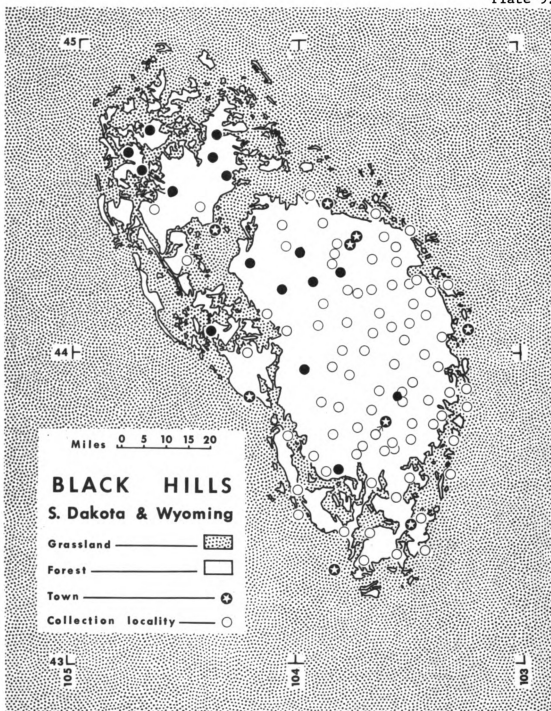 Plate 9
45
104
44
Miles 0 5 10 15 20
BLACK HILLS
S. Dakota & Wyoming
Grassland
Forest
Town
Collection locality
43
105
104
103